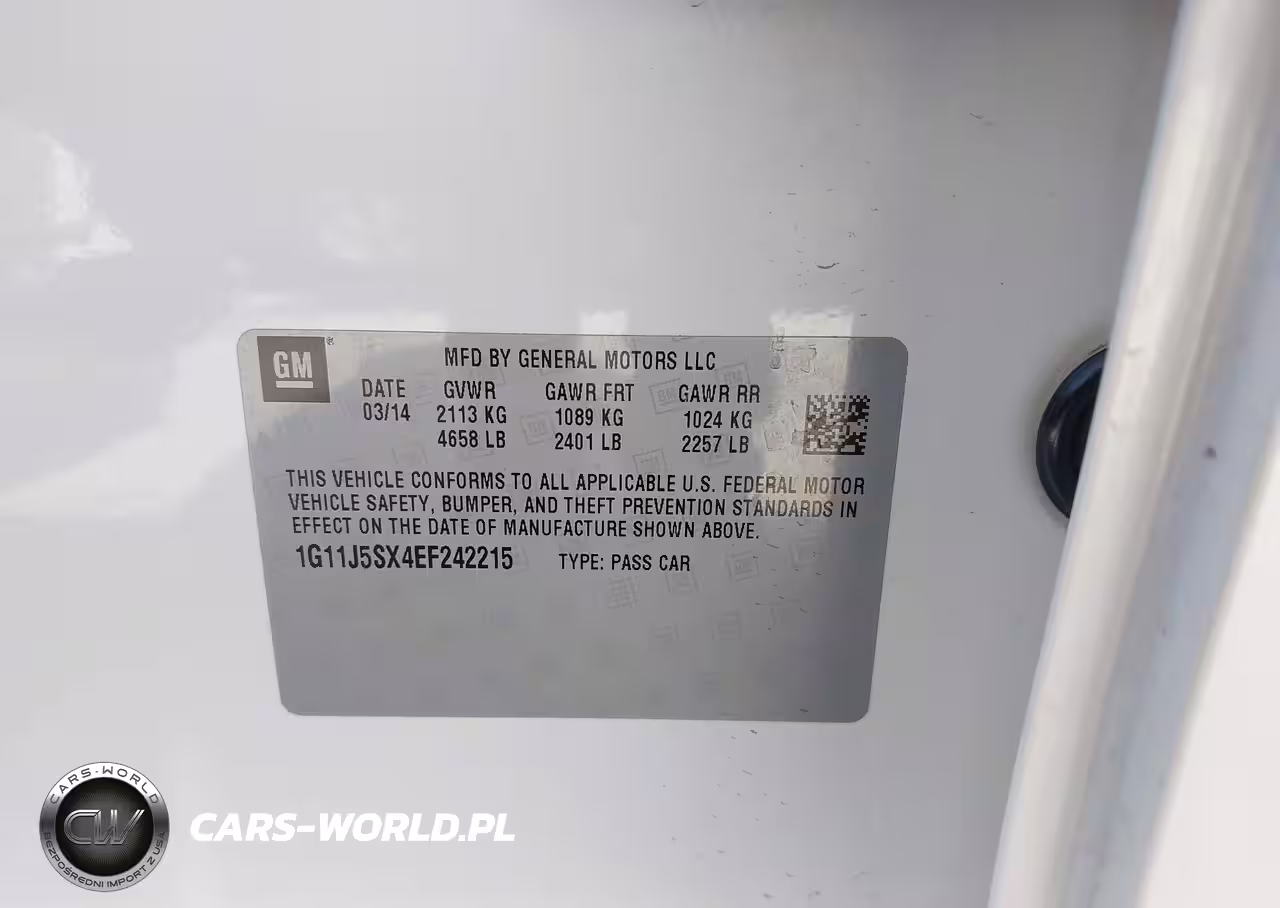 GM ®
MFD BY GENERAL MOTORS LLC
DATE GVWR GAWR FRT GAWR RR
03/14 2113 KG 1089 KG 1024 KG
4658 LB 2401 LB 2257 LB
THIS VEHICLE CONFORMS TO ALL APPLICABLE U.S. FEDERAL MOTOR
VEHICLE SAFETY, BUMPER, AND THEFT PREVENTION STANDARDS IN
EFFECT ON THE DATE OF MANUFACTURE SHOWN ABOVE.
1G11J5SX4EF242215 TYPE: PASS CAR
CARS-WORLD
CW
BEZPOŚREDNI IMPORT Z USA
CARS-WORLD.PL